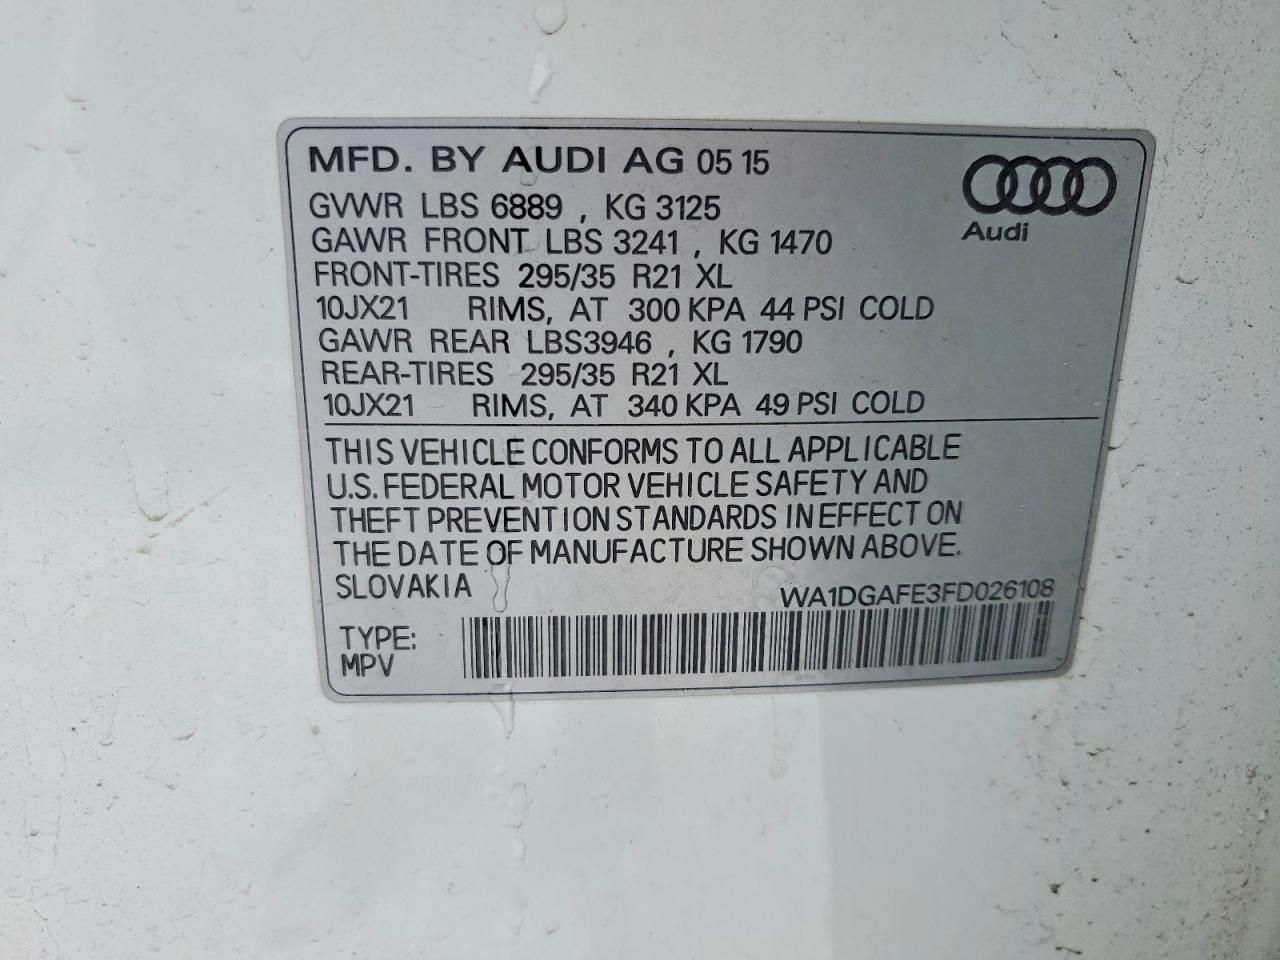 MFD. BY AUDI AG 05 15
GVWR LBS 6889 , KG 3125
GAWR FRONT LBS 3241 , KG 1470
FRONT-TIRES 295/35 R21 XL
10JX21 RIMS, AT 300 KPA 44 PSI COLD
GAWR REAR LBS3946 , KG 1790
REAR-TIRES 295/35 R21 XL
10JX21 RIMS, AT 340 KPA 49 PSI COLD
Audi
THIS VEHICLE CONFORMS TO ALL APPLICABLE
U.S. FEDERAL MOTOR VEHICLE SAFETY AND
THEFT PREVENTION STANDARDS IN EFFECT ON
THE DATE OF MANUFACTURE SHOWN ABOVE.
SLOVAKIA
WA1DGAFE3FD026108
TYPE:
MPV